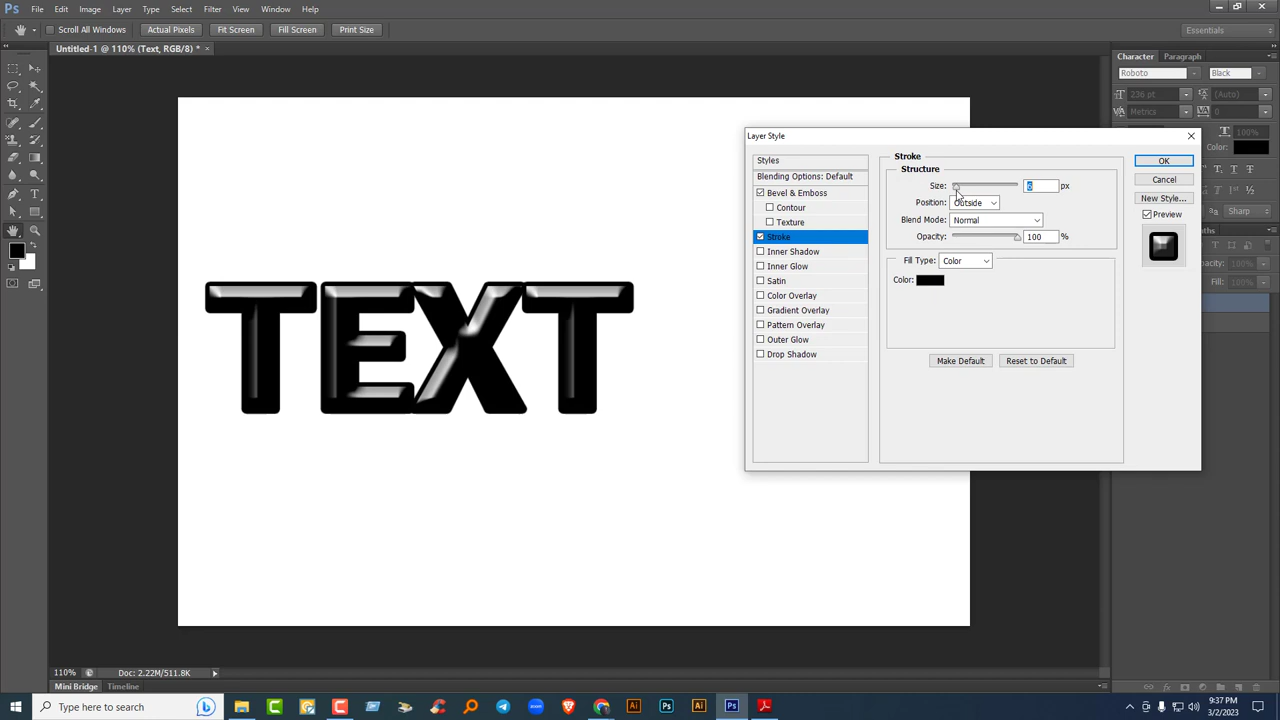 Ps File Edit Image Layer Type Select Filter View Window Help
Scroll All Windows Actual Pixels Fit Screen Fill Screen Print Size Essentials
Untitled-1 @ 110% (Text, RGB/8) * ×
Character Paragraph
Roboto Black
236 pt (Auto)
Metrics 0
100%
Color:
Sharp
Opacity: 100%
Fill: 100%
Layer Style
Styles
Blending Options: Default
Bevel & Emboss
Contour
Texture
Stroke
Inner Shadow
Inner Glow
Satin
Color Overlay
Gradient Overlay
Pattern Overlay
Outer Glow
Drop Shadow
Stroke
Structure
Size: 6 px
Position: Outside
Blend Mode: Normal
Opacity: 100 %
Fill Type: Color
Color:
Make Default Reset to Default
OK
Cancel
New Style...
Preview
TEXT
110% Doc: 2.22M/511.8K
Mini Bridge Timeline
Type here to search
9:37 PM
3/2/2023